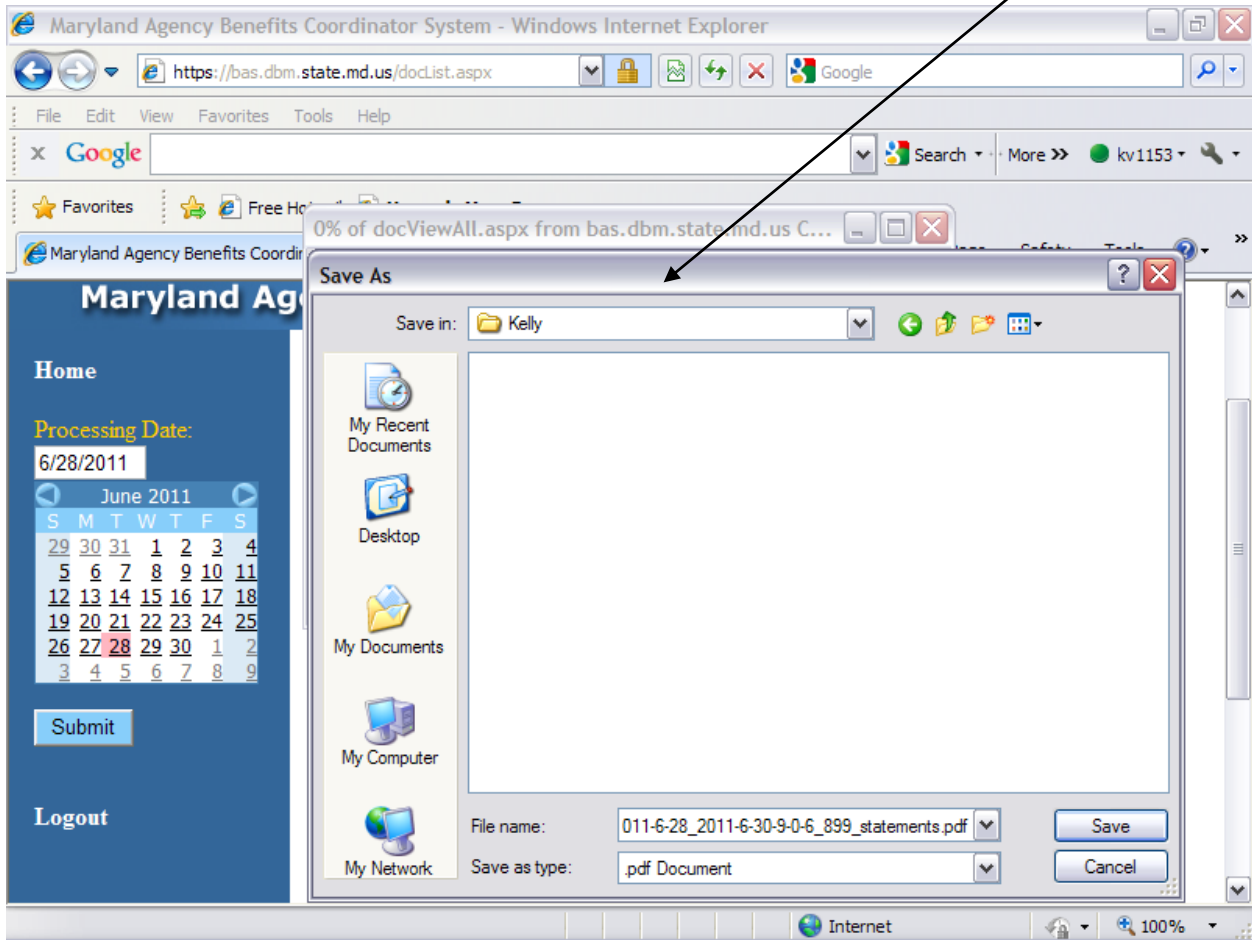 Maryland Agency Benefits Coordinator System - Windows Internet Explorer
https://bas.dbm.state.md.us/docList.aspx
Google
File Edit View Favorites Tools Help
x Google
Search More >> kv1153
Favorites
Free
0% of docViewAll.aspx from bas.dbm.state.md.us C...
Maryland Agency Benefits Coordin
Safety Tools >>
Maryland Ag
Save As
Save in: Kelly
Home
Processing Date:
6/28/2011
June 2011
S M T W T F S
29 30 31 1 2 3 4
5 6 7 8 9 10 11
12 13 14 15 16 17 18
19 20 21 22 23 24 25
26 27 28 29 30 1 2
3 4 5 6 7 8 9
Submit
Logout
My Recent
Documents
Desktop
My Documents
My Computer
My Network
File name: 011-6-28_2011-6-30-9-0-6_899_statements.pdf
Save
Save as type: .pdf Document
Cancel
Internet
100%